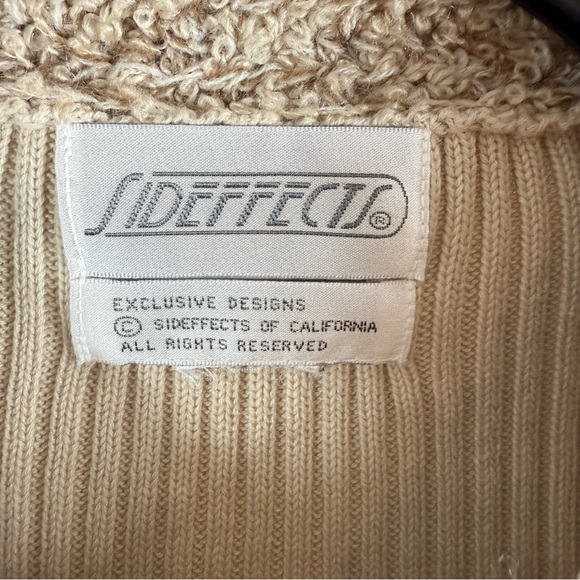 SIDEFFECTS ®
EXCLUSIVE DESIGNS
© SIDEFFECTS OF CALIFORNIA
ALL RIGHTS RESERVED